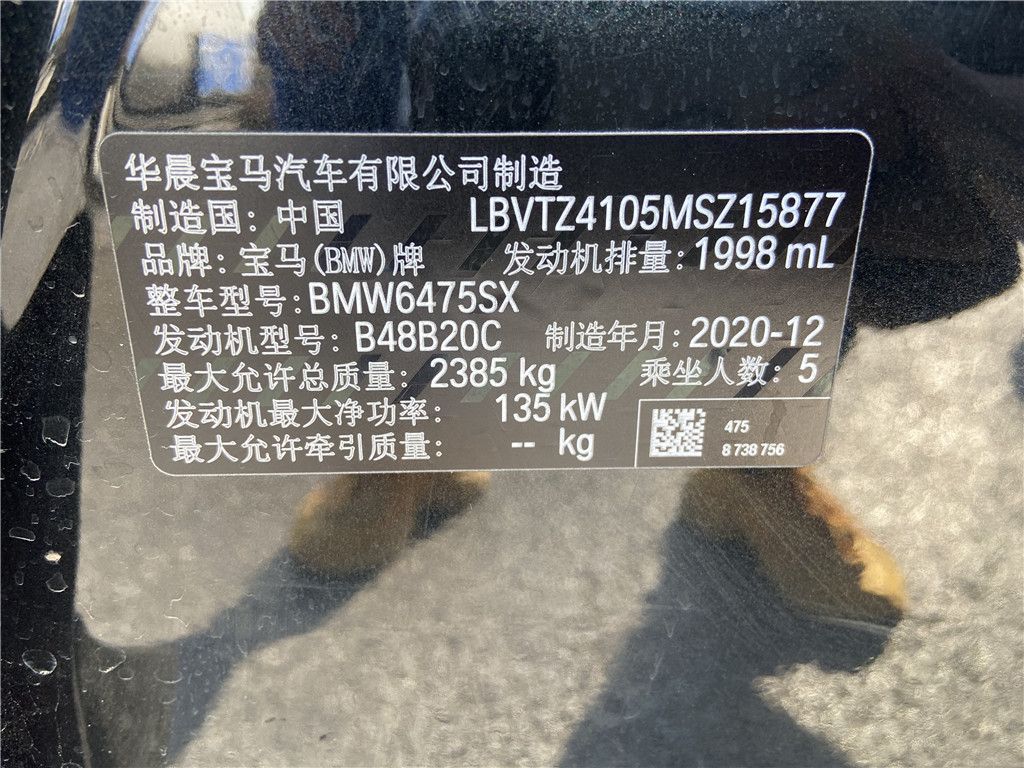 华晨宝马汽车有限公司制造
制造国：中国 LBVTZ4105MSZ15877
品牌：宝马(BMW)牌 发动机排量：1998 mL
整车型号：BMW6475SX
发动机型号：B48B20C 制造年月：2020-12
最大允许总质量：2385 kg 乘坐人数：5
发动机最大净功率：135 kW
最大允许牵引质量：-- kg
475
8 738 756